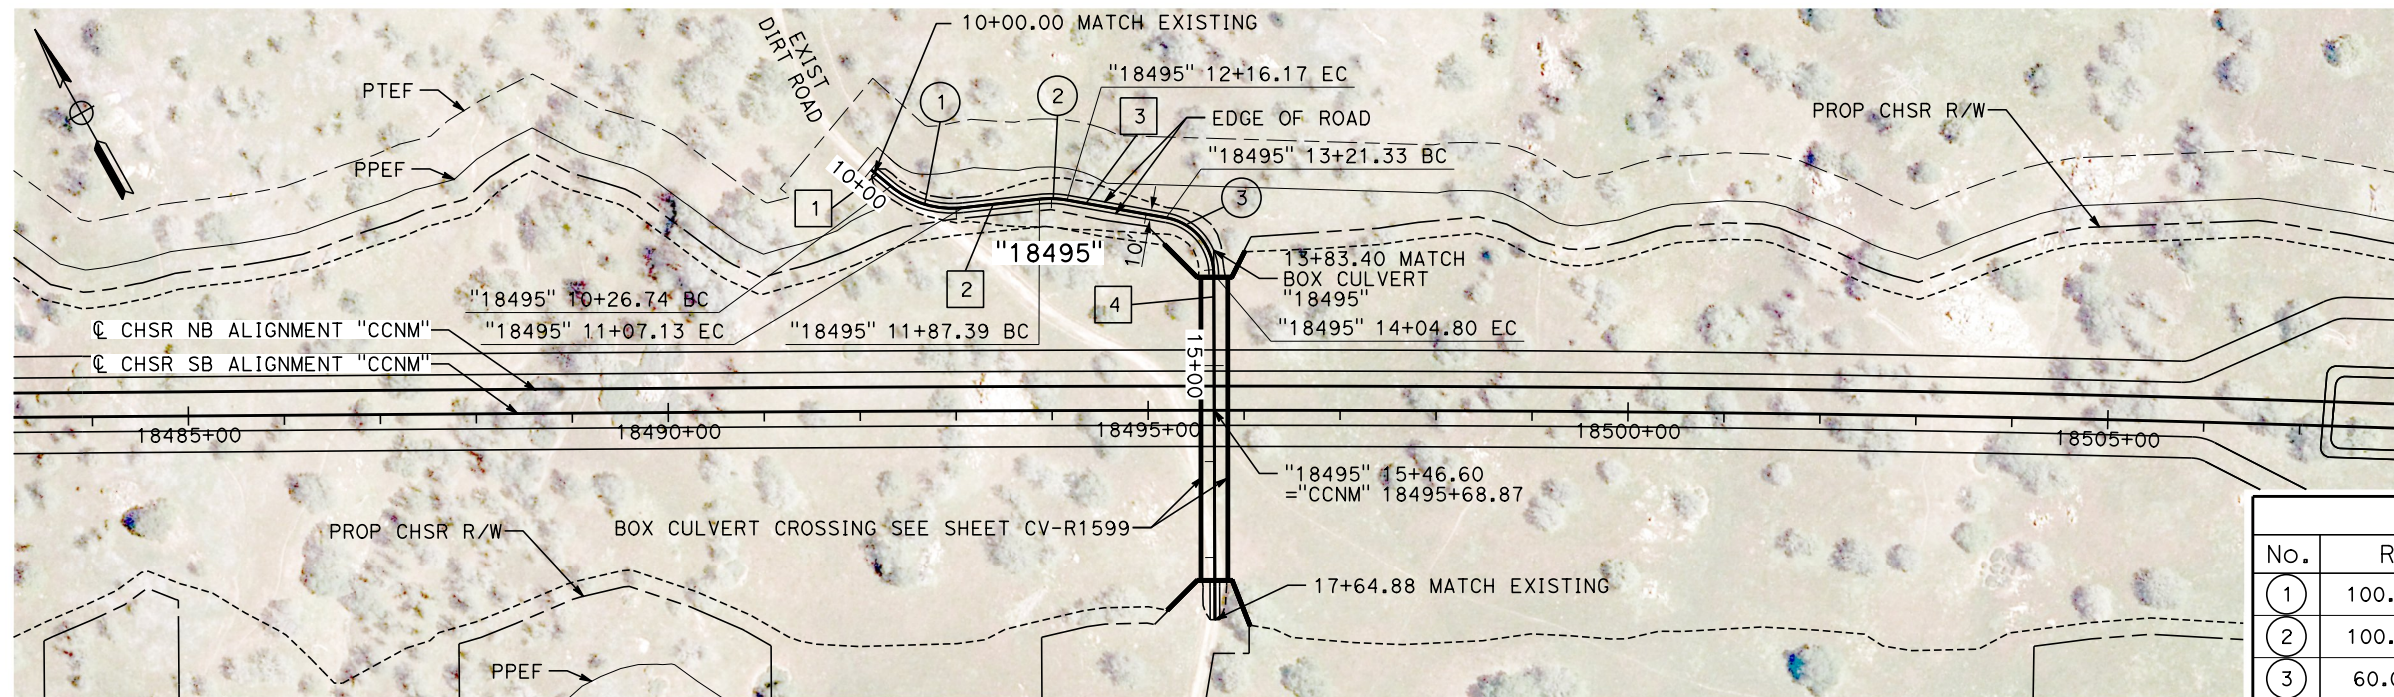 10+00.00 MATCH EXISTING
EXIST
DIRT ROAD
"18495" 12+16.17 EC
PTEF
1
2
3
EDGE OF ROAD
PROP CHSR R/W
"18495" 13+21.33 BC
PPEF
10+00
1
3
"18495"
10'
2
13+83.40 MATCH
BOX CULVERT
"18495"
4
"18495" 10+26.74 BC
"18495" 11+07.13 EC
"18495" 11+87.39 BC
"18495" 14+04.80 EC
℄ CHSR NB ALIGNMENT "CCNM"
℄ CHSR SB ALIGNMENT "CCNM"
15+00
18485+00
18490+00
18495+00
18500+00
18505+00
"18495" 15+46.60
="CCNM" 18495+68.87
PROP CHSR R/W
BOX CULVERT CROSSING SEE SHEET CV-R1599
17+64.88 MATCH EXISTING
PPEF
No. R
1 100.
2 100.
3 60.0